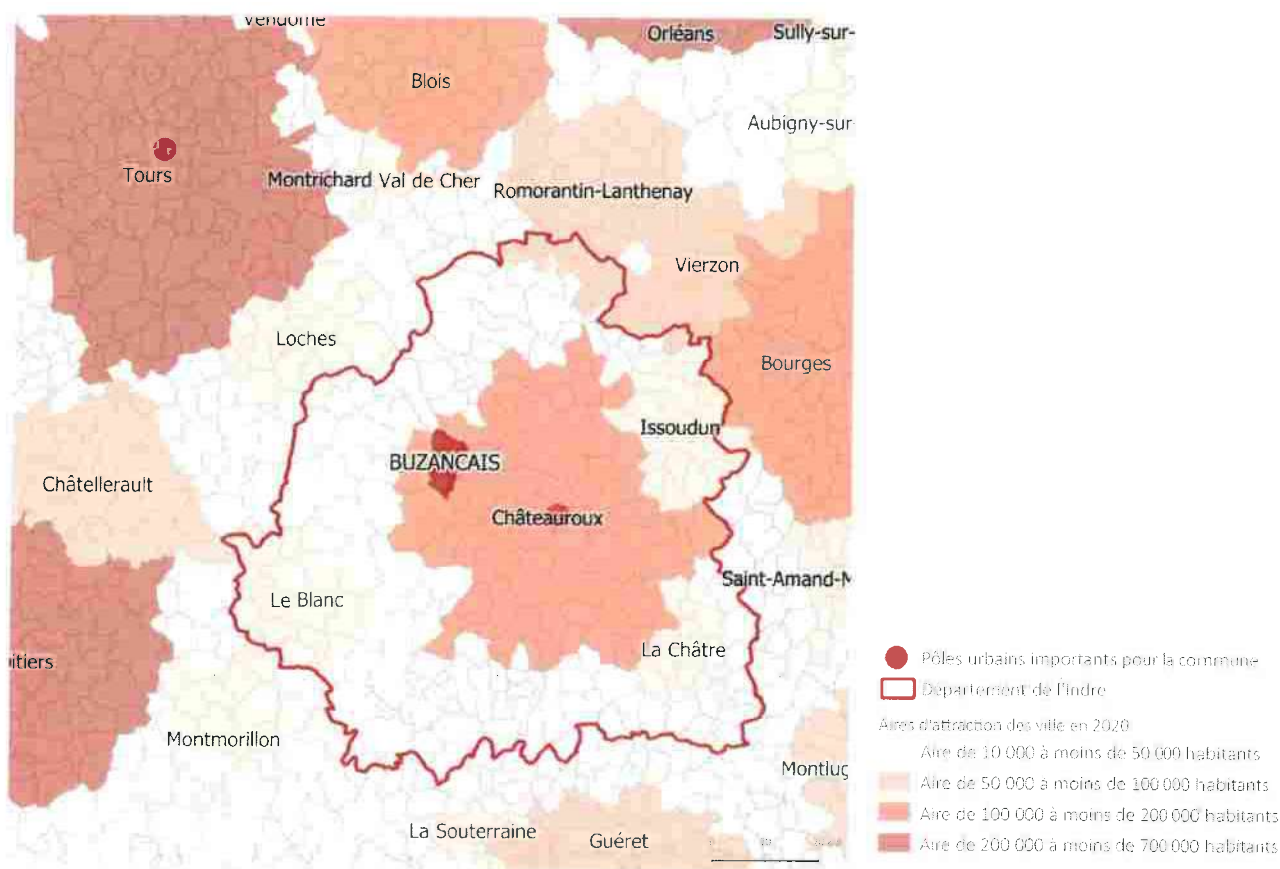 Vendôme
Orléans
Sully-sur-
Blois
Aubigny-sur-
Tours
Montrichard Val de Cher
Romorantin-Lanthenay
Vierzon
Loches
Bourges
Issoudun
BUZANCAIS
Châtellerault
Châteauroux
Saint-Amand-M
Le Blanc
La Châtre
itiers
Montmorillon
Montluç
La Souterraine
Guéret
Pôles urbains importants pour la commune
Département de l'Indre
Aires d'attraction des ville en 2020
Aire de 10 000 à moins de 50 000 habitants
Aire de 50 000 à moins de 100 000 habitants
Aire de 100 000 à moins de 200 000 habitants
Aire de 200 000 à moins de 700 000 habitants